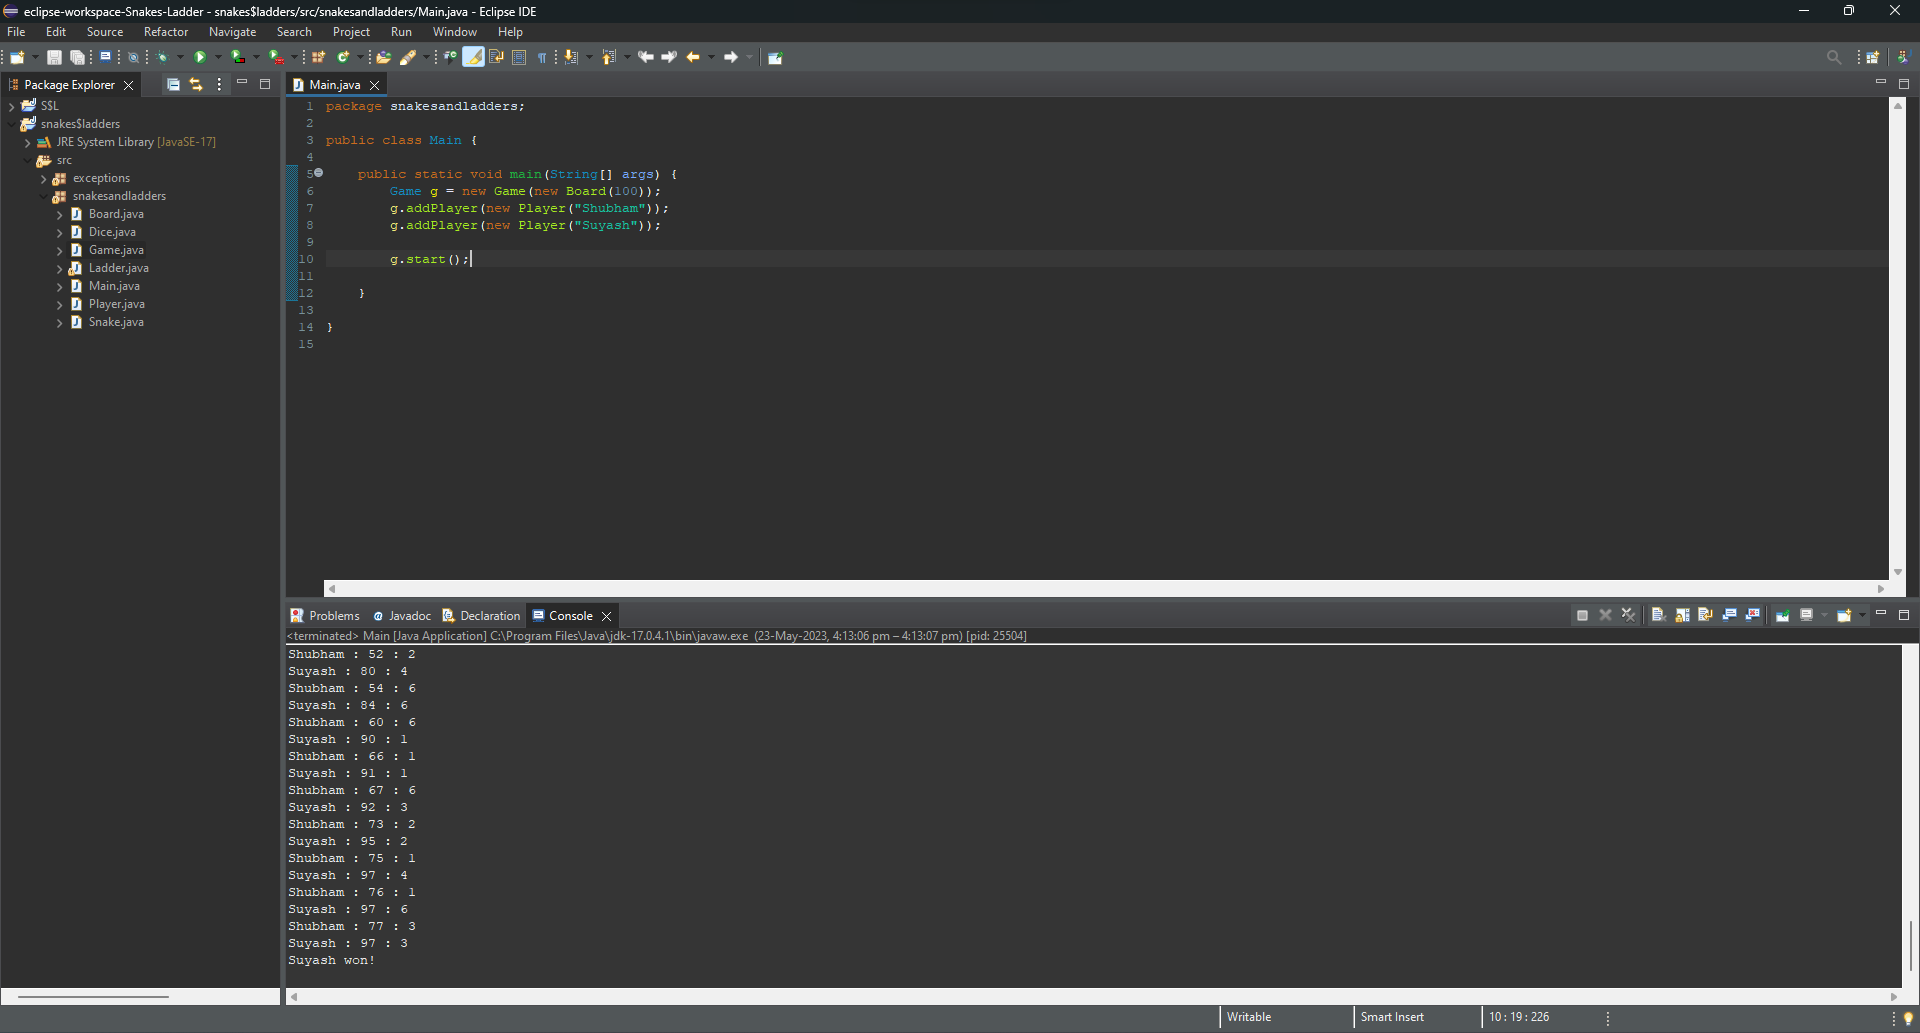 eclipse-workspace-Snakes-Ladder - snakes$ladders/src/snakesandladders/Main.java - Eclipse IDE
File Edit Source Refactor Navigate Search Project Run Window Help
Package Explorer
S$L
snakes$ladders
JRE System Library [JavaSE-17]
src
exceptions
snakesandladders
Board.java
Dice.java
Game.java
Ladder.java
Main.java
Player.java
Snake.java
Main.java
1 package snakesandladders;
2
3 public class Main {
4
5 public static void main(String[] args) {
6 Game g = new Game(new Board(100));
7 g.addPlayer(new Player("Shubham"));
8 g.addPlayer(new Player("Suyash"));
9
10 g.start();
11
12 }
13
14 }
15
Problems Javadoc Declaration Console
<terminated> Main [Java Application] C:\Program Files\Java\jdk-17.0.4.1\bin\javaw.exe (23-May-2023, 4:13:06 pm – 4:13:07 pm) [pid: 25504]
Shubham : 52 : 2
Suyash : 80 : 4
Shubham : 54 : 6
Suyash : 84 : 6
Shubham : 60 : 6
Suyash : 90 : 1
Shubham : 66 : 1
Suyash : 91 : 1
Shubham : 67 : 6
Suyash : 92 : 3
Shubham : 73 : 2
Suyash : 95 : 2
Shubham : 75 : 1
Suyash : 97 : 4
Shubham : 76 : 1
Suyash : 97 : 6
Shubham : 77 : 3
Suyash : 97 : 3
Suyash won!
Writable Smart Insert 10 : 19 : 226